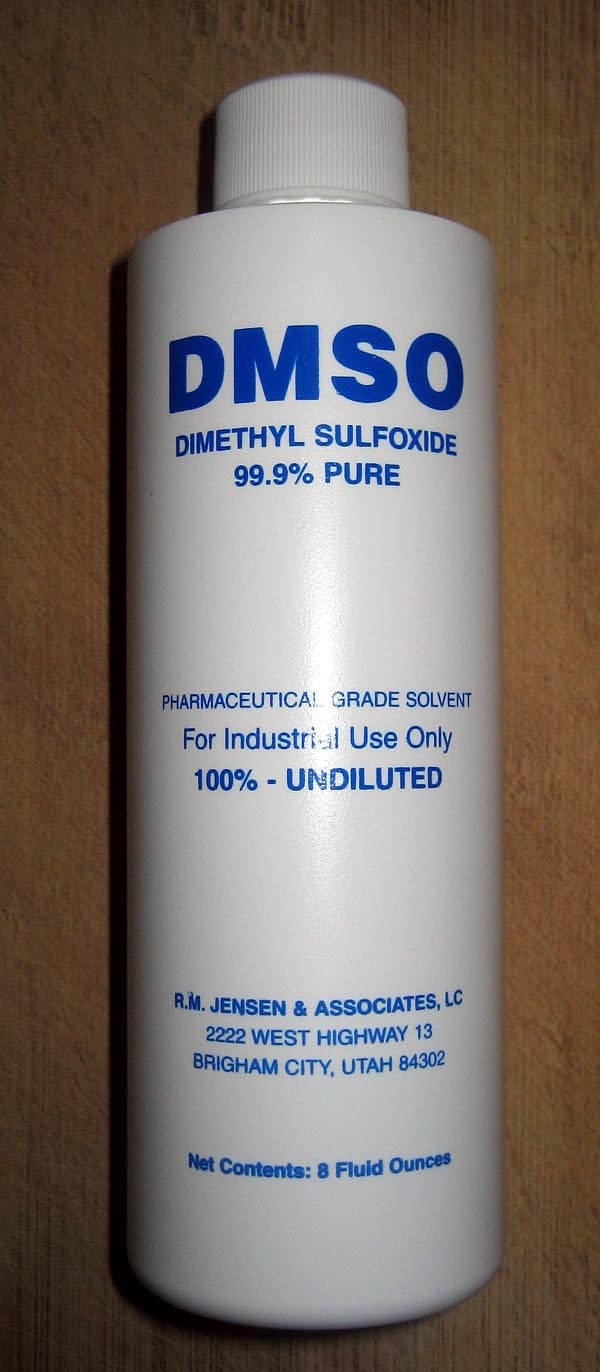 DMSO
DIMETHYL SULFOXIDE
99.9% PURE
PHARMACEUTICAL GRADE SOLVENT
For Industrial Use Only
100% - UNDILUTED
R.M. JENSEN & ASSOCIATES, LC
2222 WEST HIGHWAY 13
BRIGHAM CITY, UTAH 84302
Net Contents: 8 Fluid Ounces